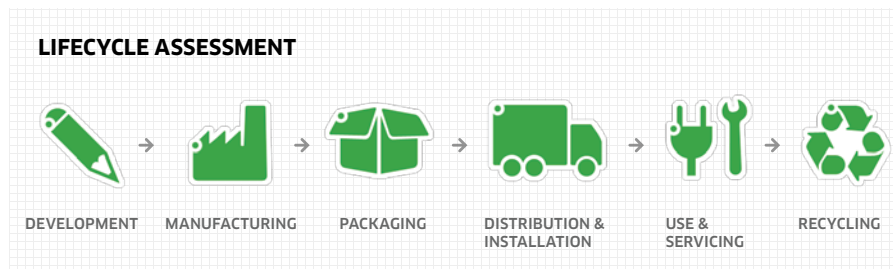 LIFECYCLE ASSESSMENT
DEVELOPMENT
MANUFACTURING
PACKAGING
DISTRIBUTION &
INSTALLATION
USE &
SERVICING
RECYCLING